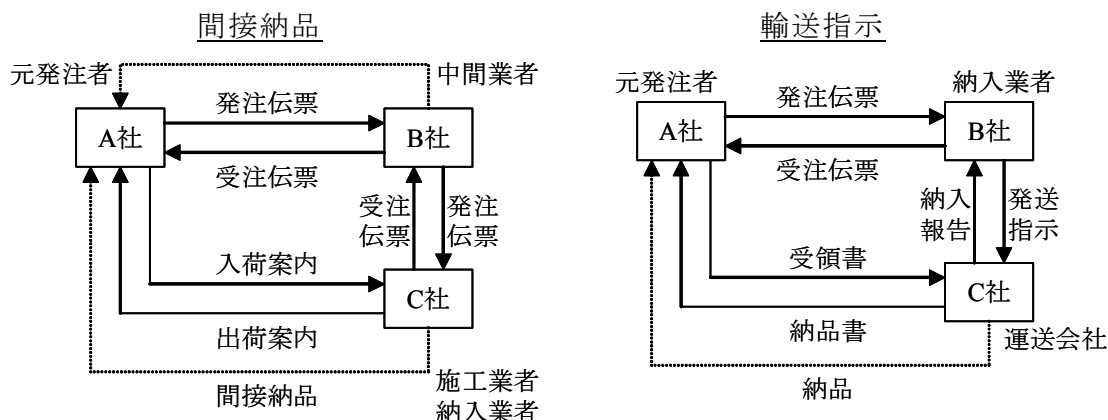 間接納品
元発注者
中間業者
発注伝票
A社
B社
受注伝票
受注
伝票
発注
伝票
入荷案内
C社
出荷案内
間接納品
施工業者
納入業者
輸送指示
元発注者
納入業者
発注伝票
A社
B社
受注伝票
納入
報告
発送
指示
受領書
C社
納品書
運送会社
納品